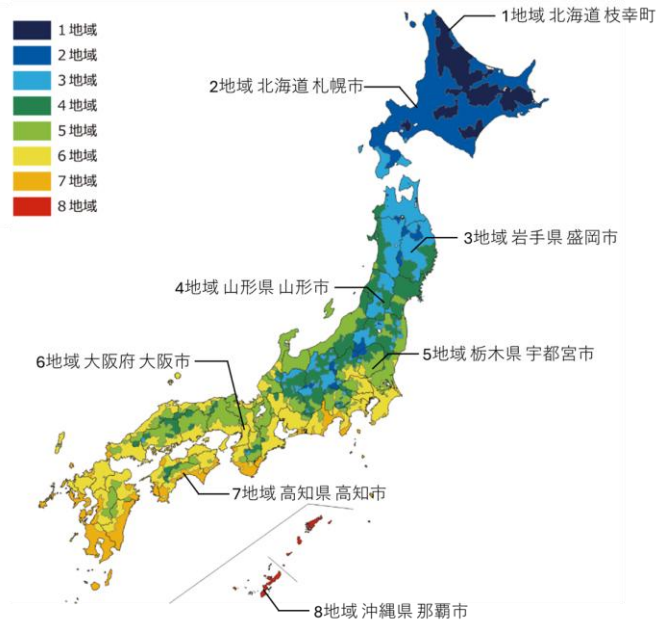 1地域
2地域
3地域
4地域
5地域
6地域
7地域
8地域
1地域 北海道 枝幸町
2地域 北海道 札幌市
3地域 岩手県 盛岡市
4地域 山形県 山形市
6地域 大阪府 大阪市
5地域 栃木県 宇都宮市
7地域 高知県 高知市
8地域 沖縄県 那覇市